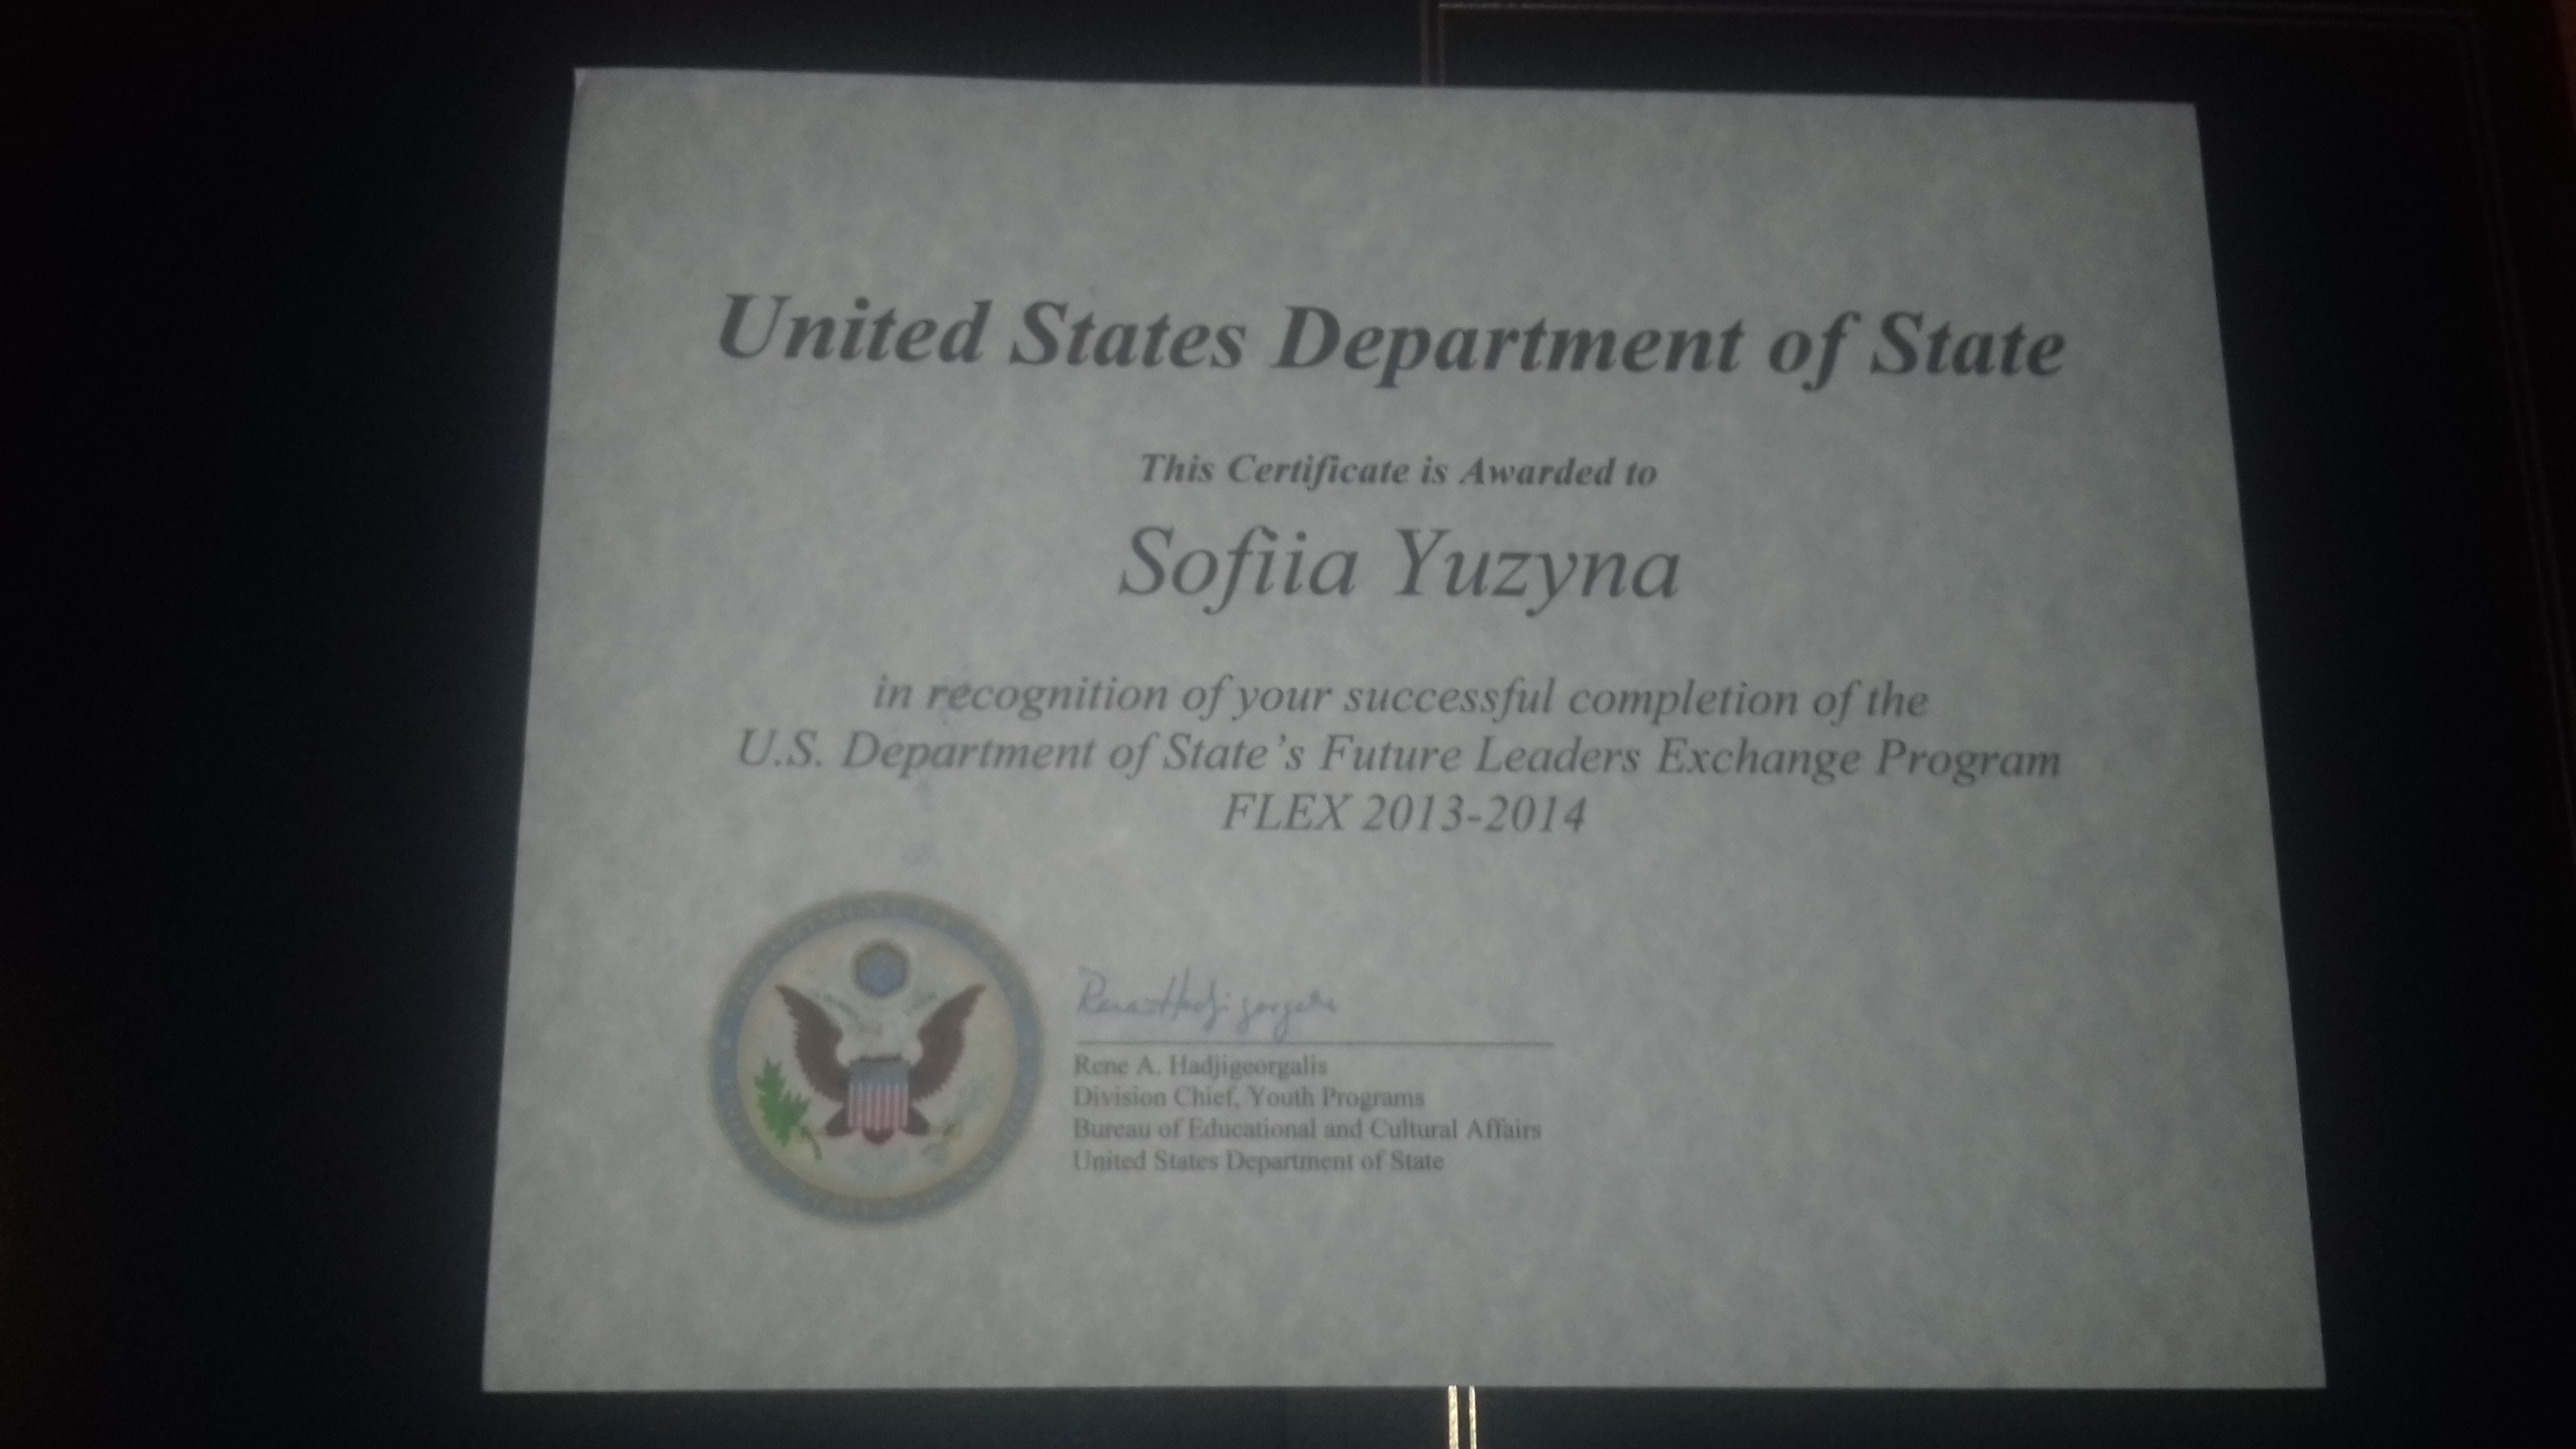 United States Department of State
This Certificate is Awarded to
Sofiia Yuzyna
in recognition of your successful completion of the
U.S. Department of State's Future Leaders Exchange Program
FLEX 2013-2014
Rene A. Hadjigeorgalis
Division Chief, Youth Programs
Bureau of Educational and Cultural Affairs
United States Department of State